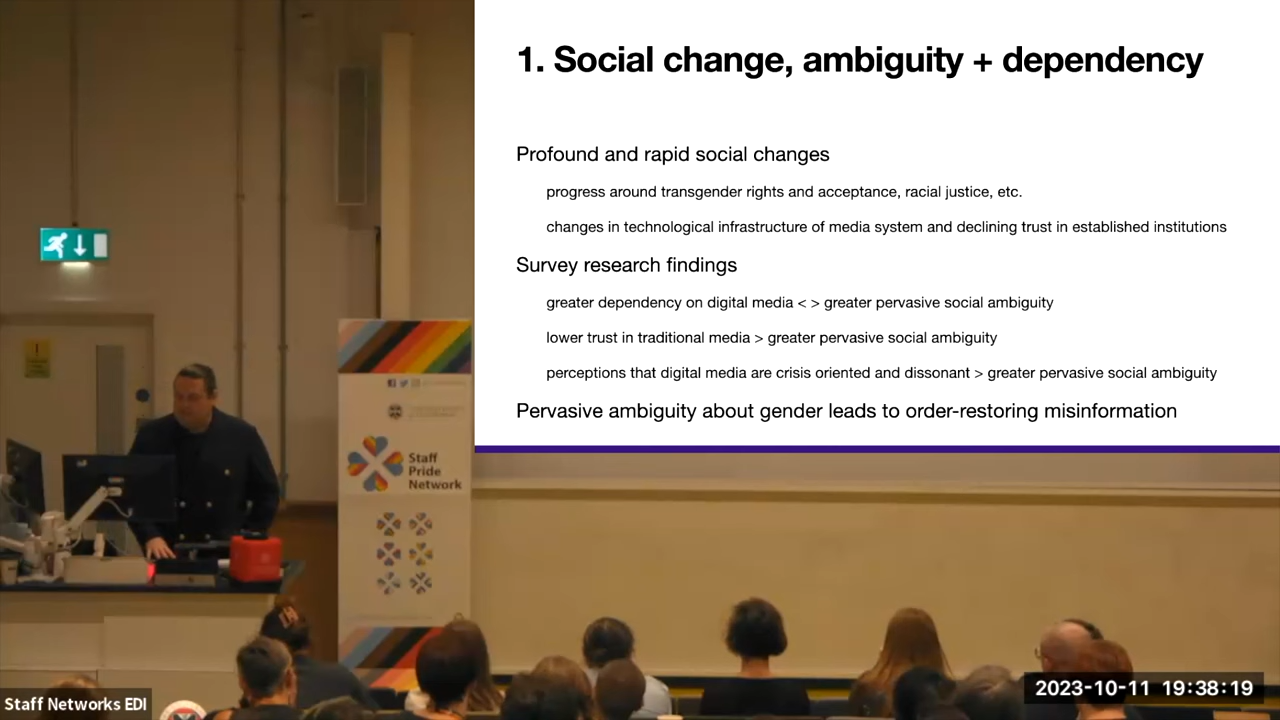 1. Social change, ambiguity + dependency
Profound and rapid social changes
progress around transgender rights and acceptance, racial justice, etc.
changes in technological infrastructure of media system and declining trust in established institutions
Survey research findings
greater dependency on digital media < > greater pervasive social ambiguity
lower trust in traditional media > greater pervasive social ambiguity
perceptions that digital media are crisis oriented and dissonant > greater pervasive social ambiguity
Pervasive ambiguity about gender leads to order-restoring misinformation
Staff
Pride
Network
Staff Networks EDI
2023-10-11 19:38:19